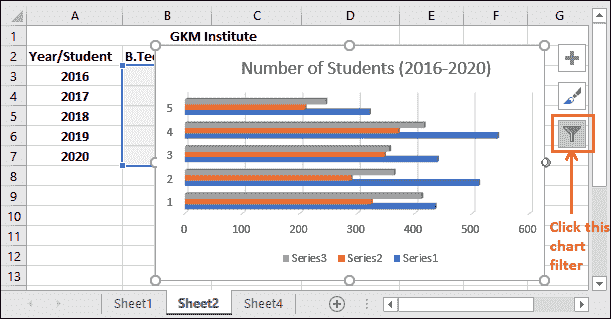 A B C D E F G
1 GKM Institute
2 Year/Student B.Te
3 2016
4 2017
5 2018
6 2019
7 2020
8
9
10
11
12
13
Number of Students (2016-2020)
5
4
3
2
1
0 100 200 300 400 500 600
Series3 Series2 Series1
Click this
chart
filter
Sheet1 Sheet2 Sheet4